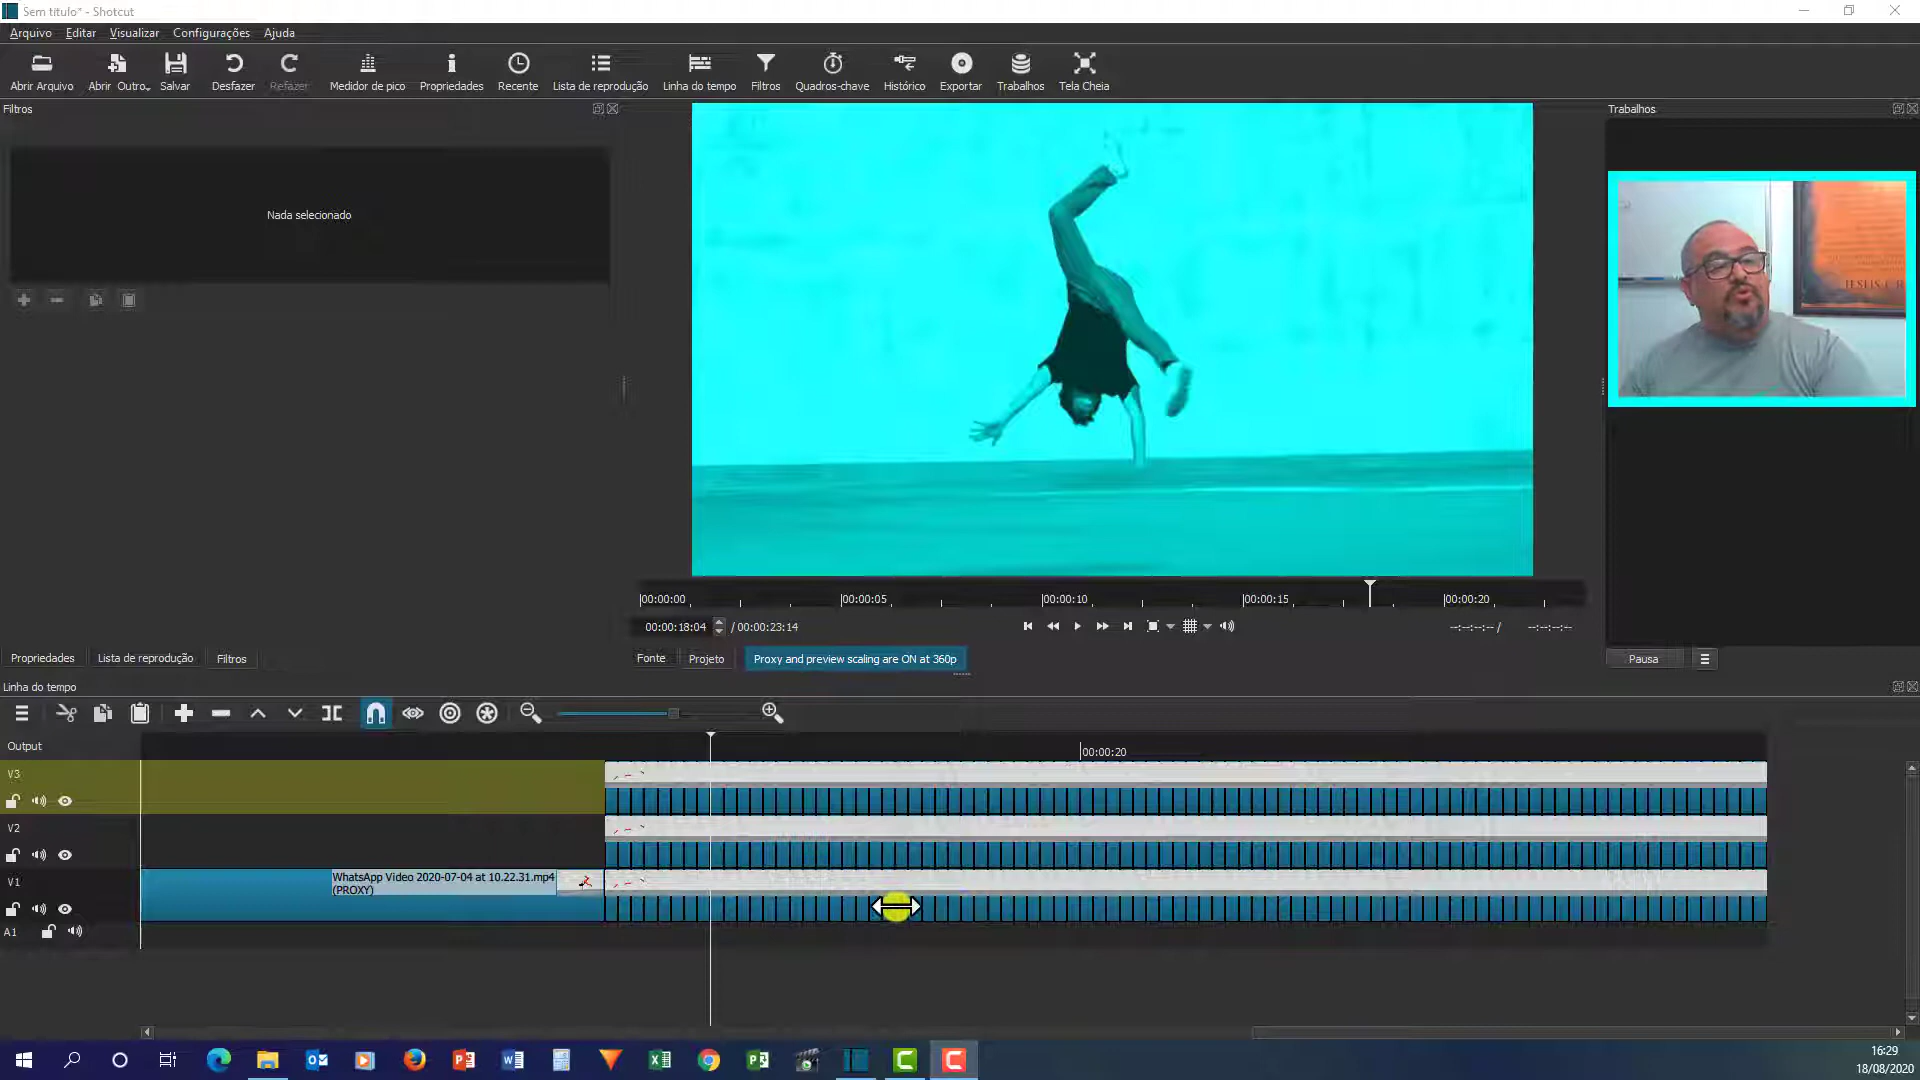 Sem título* - Shotcut
Arquivo Editar Visualizar Configurações Ajuda
Abrir Arquivo Abrir Outro Salvar Desfazer Refazer Medidor de pico Propriedades Recente Lista de reprodução Linha do tempo Filtros Quadros-chave Histórico Exportar Trabalhos Tela Cheia
Filtros
Trabalhos
Nada selecionado
00:00:00 00:00:05 00:00:10 00:00:15 00:00:20
00:00:18:04 / 00:00:23:14 --:--:--:-- / --:--:--:--
Propriedades Lista de reprodução Filtros
Fonte Projeto Proxy and preview scaling are ON at 360p
Pausa
Linha do tempo
Output
00:00:20
V3
V2
V1
WhatsApp Video 2020-07-04 at 10.22.31.mp4
(PROXY)
A1
16:29
18/08/2020